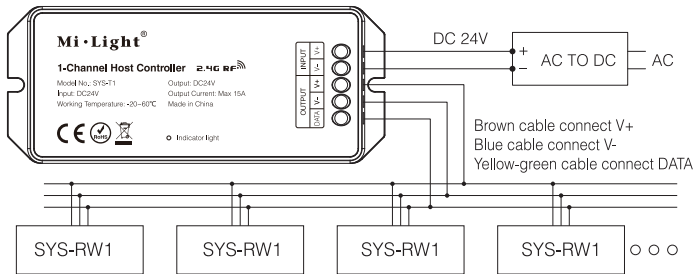 Mi•Light®
1-Channel Host Controller 2.4G RF
Model No.: SYS-T1
Input: DC24V
Working Temperature: -20~60℃
Output: DC24V
Output Current: Max 15A
Made in China
CE RoHS
Indicator light
INPUT V+ V-
OUTPUT V+ V- DATA
DC 24V
+ AC TO DC AC
−
Brown cable connect V+
Blue cable connect V-
Yellow-green cable connect DATA
SYS-RW1 SYS-RW1 SYS-RW1 SYS-RW1